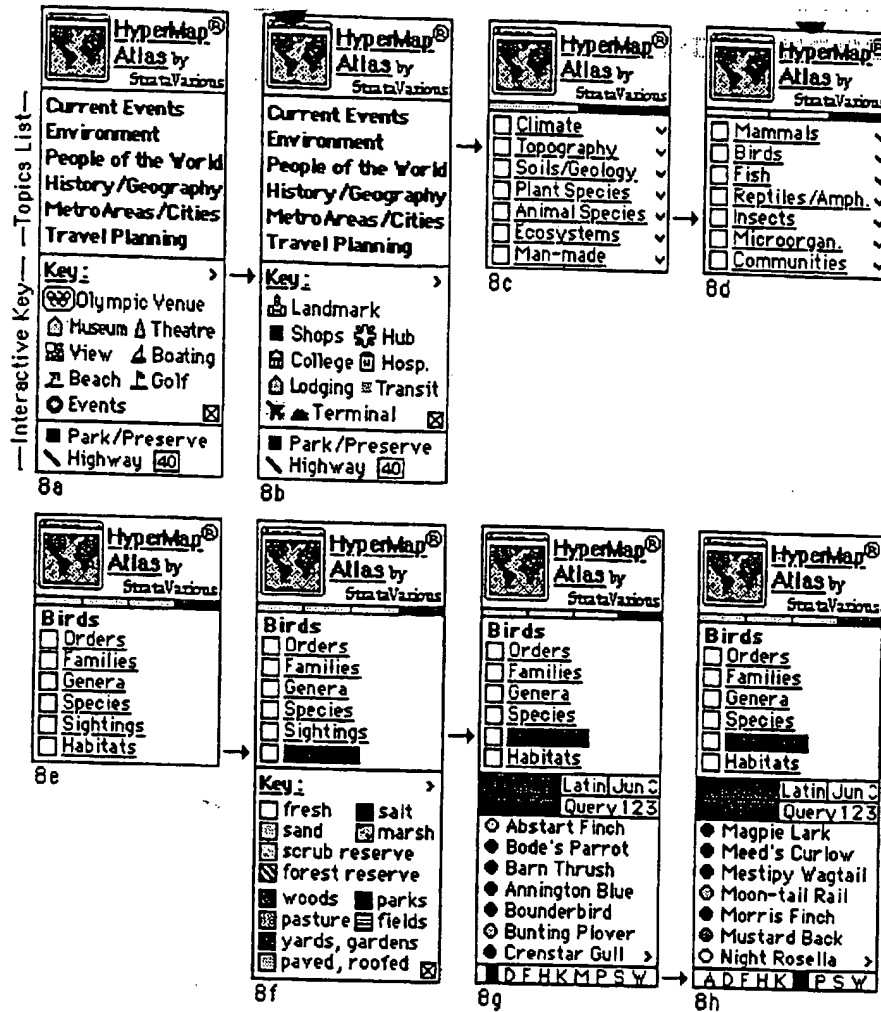 HyperMap®
Atlas by
StrataVarious
Current Events
Environment
People of the World
History/Geography
Metro Areas/Cities
Travel Planning
Key: >
Olympic Venue
Museum Theatre
View Boating
Beach Golf
Events
Park/Preserve
Highway 40
8a
—Interactive Key— —Topics List—
HyperMap®
Atlas by
StrataVarious
Current Events
Environment
People of the World
History/Geography
Metro Areas/Cities
Travel Planning
Key: >
Landmark
Shops Hub
College Hosp.
Lodging Transit
Terminal
Park/Preserve
Highway 40
8b
HyperMap®
Atlas by
StrataVarious
Climate
Topography
Soils/Geology
Plant Species
Animal Species
Ecosystems
Man-made
8c
HyperMap®
Atlas by
StrataVarious
Mammals
Birds
Fish
Reptiles/Amph.
Insects
Microorgan.
Communities
8d
HyperMap®
Atlas by
StrataVarious
Birds
Orders
Families
Genera
Species
Sightings
Habitats
8e
HyperMap®
Atlas by
StrataVarious
Birds
Orders
Families
Genera
Species
Sightings
Key: >
fresh salt
sand marsh
scrub reserve
forest reserve
woods parks
pasture fields
yards, gardens
paved, roofed
8f
HyperMap®
Atlas by
StrataVarious
Birds
Orders
Families
Genera
Species
Habitats
Latin Jun
Query 123
Abstart Finch
Bode's Parrot
Barn Thrush
Annington Blue
Bounderbird
Bunting Plover
Crenstar Gull >
D F H K M P S W
8g
HyperMap®
Atlas by
StrataVarious
Birds
Orders
Families
Genera
Species
Habitats
Latin Jun
Query 123
Magpie Lark
Meed's Curlow
Mestipy Wagtail
Moon-tail Rail
Morris Finch
Mustard Back
Night Rosella >
A D F H K P S W
8h